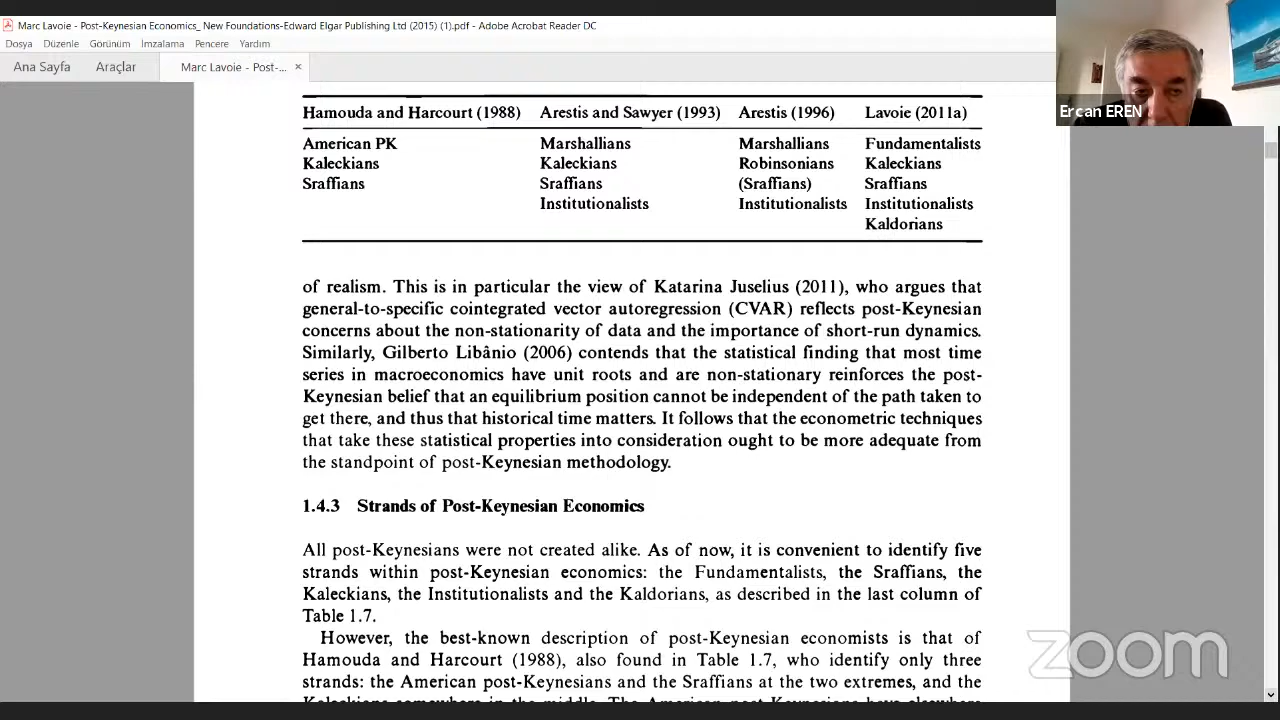 Marc Lavoie - Post-Keynesian Economics_ New Foundations-Edward Elgar Publishing Ltd (2015) (1).pdf - Adobe Acrobat Reader DC
Dosya Düzenle Görünüm İmzalama Pencere Yardım
Ana Sayfa Araçlar Marc Lavoie - Post-... ×
Ercan EREN
Hamouda and Harcourt (1988) Arestis and Sawyer (1993) Arestis (1996) Lavoie (2011a)
American PK Marshallians Marshallians Fundamentalists
Kaleckians Kaleckians Robinsonians Kaleckians
Sraffians Sraffians (Sraffians) Sraffians
Institutionalists Institutionalists Institutionalists
Kaldorians
of realism. This is in particular the view of Katarina Juselius (2011), who argues that
general-to-specific cointegrated vector autoregression (CVAR) reflects post-Keynesian
concerns about the non-stationarity of data and the importance of short-run dynamics.
Similarly, Gilberto Libânio (2006) contends that the statistical finding that most time
series in macroeconomics have unit roots and are non-stationary reinforces the post-
Keynesian belief that an equilibrium position cannot be independent of the path taken to
get there, and thus that historical time matters. It follows that the econometric techniques
that take these statistical properties into consideration ought to be more adequate from
the standpoint of post-Keynesian methodology.
1.4.3 Strands of Post-Keynesian Economics
All post-Keynesians were not created alike. As of now, it is convenient to identify five
strands within post-Keynesian economics: the Fundamentalists, the Sraffians, the
Kaleckians, the Institutionalists and the Kaldorians, as described in the last column of
Table 1.7.
However, the best-known description of post-Keynesian economists is that of
Hamouda and Harcourt (1988), also found in Table 1.7, who identify only three
strands: the American post-Keynesians and the Sraffians at the two extremes, and the
Kaleckians somewhere in the middle. The American post-Keynesians have elsewhere
zoom